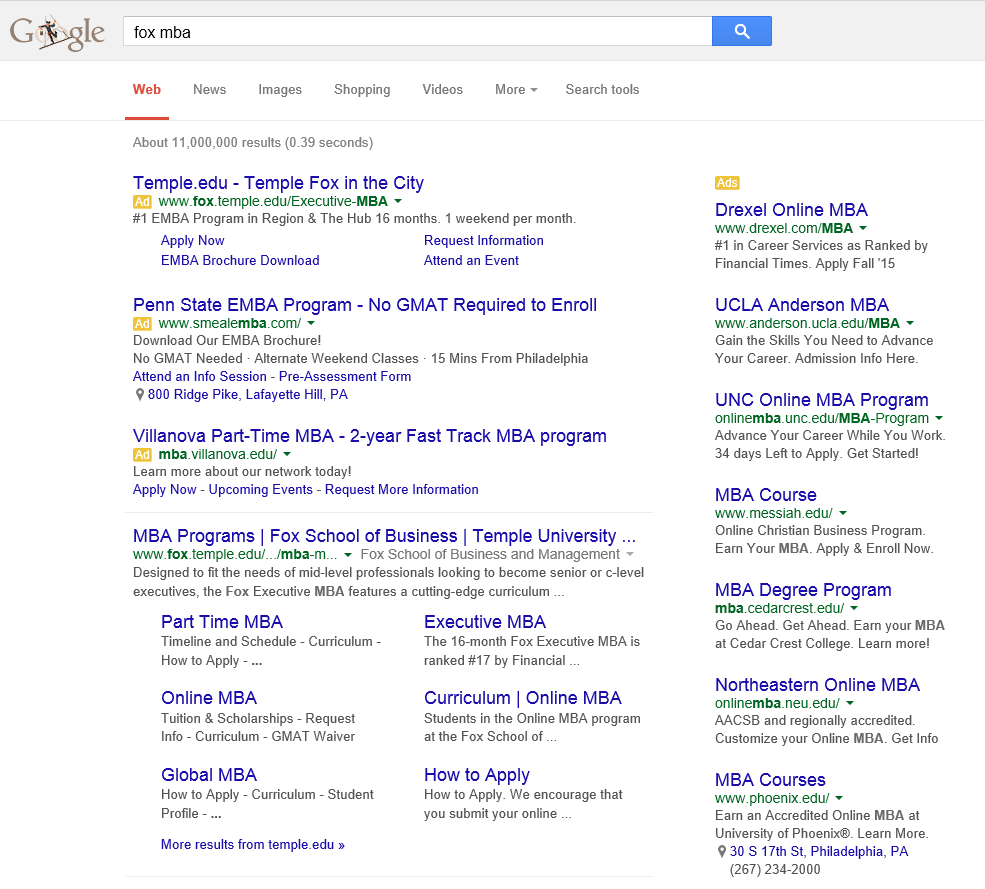 Google
fox mba
Web News Images Shopping Videos More Search tools
About 11,000,000 results (0.39 seconds)
Temple.edu - Temple Fox in the City
Ad www.fox.temple.edu/Executive-MBA
#1 EMBA Program in Region & The Hub 16 months. 1 weekend per month.
Apply Now Request Information
EMBA Brochure Download Attend an Event
Penn State EMBA Program - No GMAT Required to Enroll
Ad www.smealemba.com/
Download Our EMBA Brochure!
No GMAT Needed · Alternate Weekend Classes · 15 Mins From Philadelphia
Attend an Info Session - Pre-Assessment Form
800 Ridge Pike, Lafayette Hill, PA
Villanova Part-Time MBA - 2-year Fast Track MBA program
Ad mba.villanova.edu/
Learn more about our network today!
Apply Now - Upcoming Events - Request More Information
MBA Programs | Fox School of Business | Temple University ...
www.fox.temple.edu/.../mba-m... Fox School of Business and Management
Designed to fit the needs of mid-level professionals looking to become senior or c-level
executives, the Fox Executive MBA features a cutting-edge curriculum ...
Part Time MBA
Timeline and Schedule - Curriculum -
How to Apply - ...
Executive MBA
The 16-month Fox Executive MBA is
ranked #17 by Financial ...
Online MBA
Tuition & Scholarships - Request
Info - Curriculum - GMAT Waiver
Curriculum | Online MBA
Students in the Online MBA program
at the Fox School of ...
Global MBA
How to Apply - Curriculum - Student
Profile - ...
How to Apply
How to Apply. We encourage that
you submit your online ...
More results from temple.edu »
Ads
Drexel Online MBA
www.drexel.com/MBA
#1 in Career Services as Ranked by
Financial Times. Apply Fall '15
UCLA Anderson MBA
www.anderson.ucla.edu/MBA
Gain the Skills You Need to Advance
Your Career. Admission Info Here.
UNC Online MBA Program
onlinemba.unc.edu/MBA-Program
Advance Your Career While You Work.
34 days Left to Apply. Get Started!
MBA Course
www.messiah.edu/
Online Christian Business Program.
Earn Your MBA. Apply & Enroll Now.
MBA Degree Program
mba.cedarcrest.edu/
Go Ahead. Get Ahead. Earn your MBA
at Cedar Crest College. Learn more!
Northeastern Online MBA
onlinemba.neu.edu/
AACSB and regionally accredited.
Customize your Online MBA. Get Info
MBA Courses
www.phoenix.edu/
Earn an Accredited Online MBA at
University of Phoenix®. Learn More.
30 S 17th St, Philadelphia, PA
(267) 234-2000